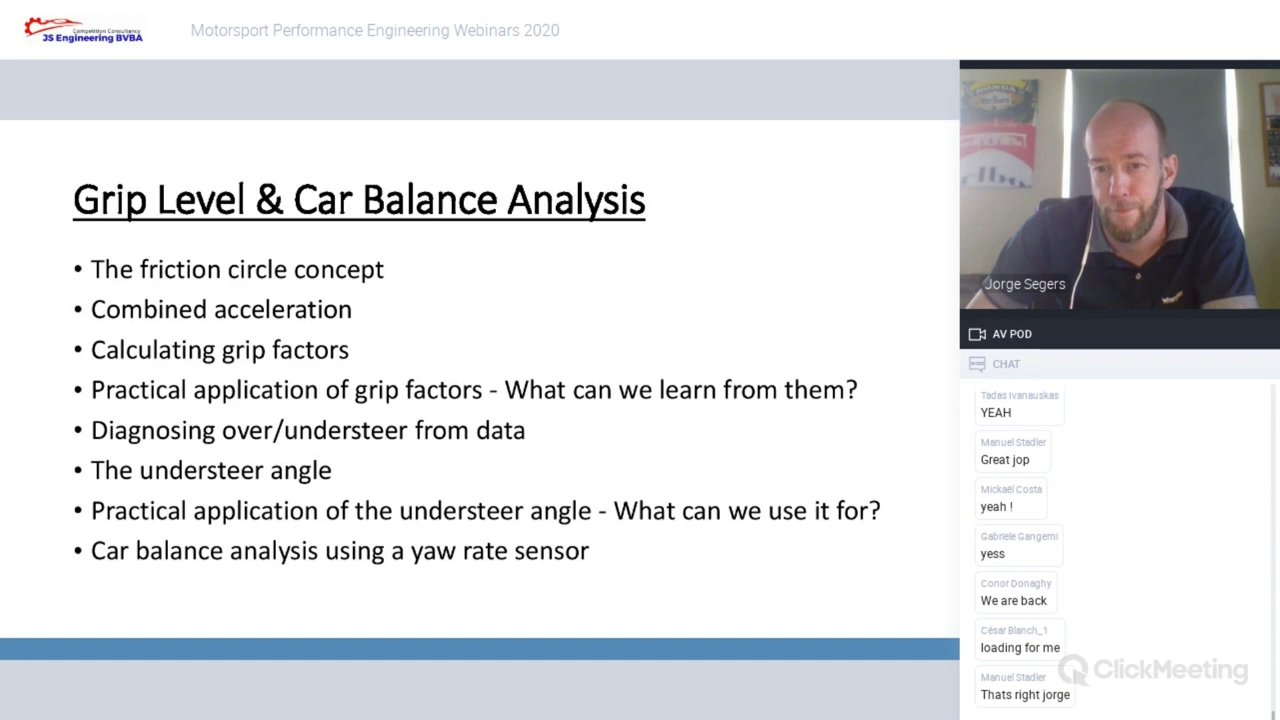 Competition Consultancy
JS Engineering BVBA
Motorsport Performance Engineering Webinars 2020
Grip Level & Car Balance Analysis
• The friction circle concept
• Combined acceleration
• Calculating grip factors
• Practical application of grip factors - What can we learn from them?
• Diagnosing over/understeer from data
• The understeer angle
• Practical application of the understeer angle - What can we use it for?
• Car balance analysis using a yaw rate sensor
HONDA
Marlboro
Jorge Segers
AV POD
CHAT
Tadas Ivanauskas
YEAH
Manuel Stadler
Great jop
Mickaël Costa
yeah !
Gabriele Gangemi
yess
Conor Donaghy
We are back
César Blanch_1
loading for me
Manuel Stadler
Thats right jorge
ClickMeeting